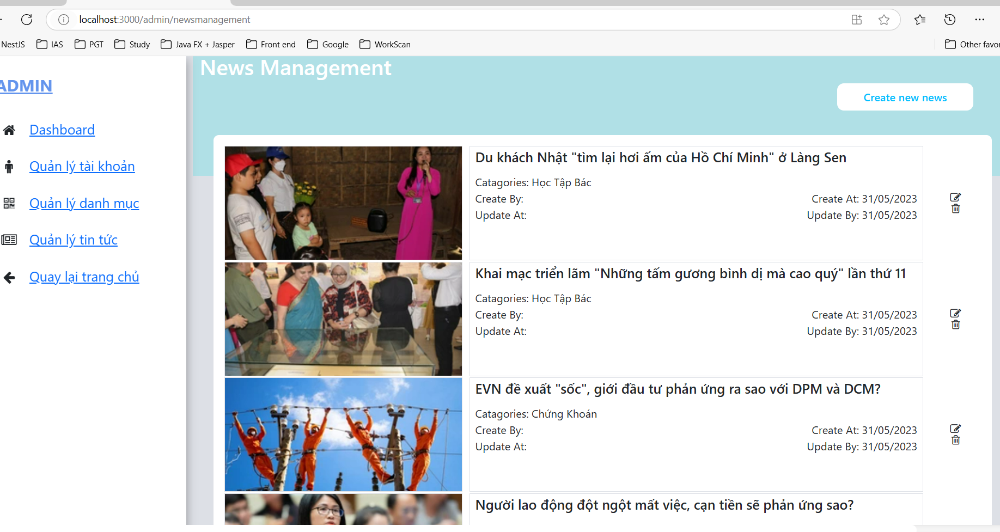 localhost:3000/admin/newsmanagement
NestJS IAS PGT Study Java FX + Jasper Front end Google WorkScan Other favor
ADMIN
Dashboard
Quản lý tài khoản
Quản lý danh mục
Quản lý tin tức
Quay lại trang chủ
News Management
Create new news
Du khách Nhật "tìm lại hơi ấm của Hồ Chí Minh" ở Làng Sen
Catagories: Học Tập Bác
Create By: Create At: 31/05/2023
Update At: Update By: 31/05/2023
Khai mạc triển lãm "Những tấm gương bình dị mà cao quý" lần thứ 11
Catagories: Học Tập Bác
Create By: Create At: 31/05/2023
Update At: Update By: 31/05/2023
EVN đề xuất "sốc", giới đầu tư phản ứng ra sao với DPM và DCM?
Catagories: Chứng Khoán
Create By: Create At: 31/05/2023
Update At: Update By: 31/05/2023
Người lao động đột ngột mất việc, cạn tiền sẽ phản ứng sao?